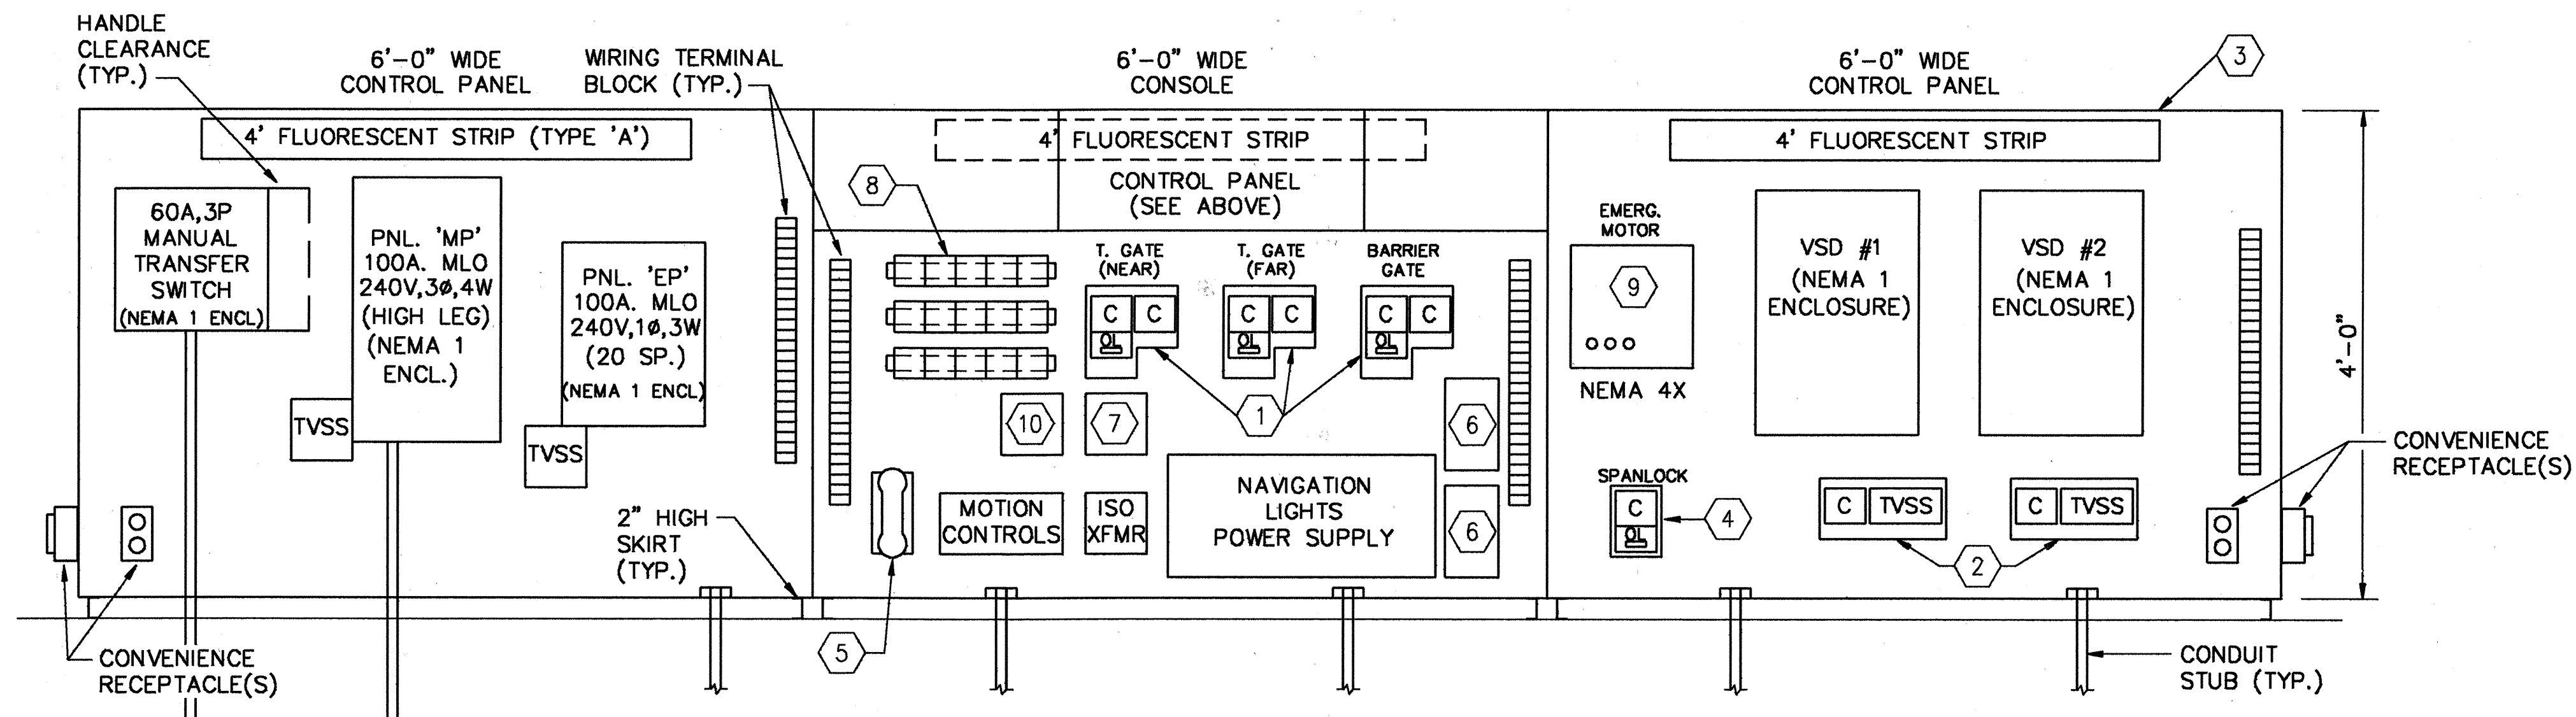 HANDLE
CLEARANCE
(TYP.)
6'-0" WIDE
CONTROL PANEL
WIRING TERMINAL
BLOCK (TYP.)
6'-0" WIDE
CONSOLE
6'-0" WIDE
CONTROL PANEL
3
4' FLUORESCENT STRIP (TYPE 'A')
4' FLUORESCENT STRIP
4' FLUORESCENT STRIP
CONTROL PANEL
(SEE ABOVE)
60A,3P
MANUAL
TRANSFER
SWITCH
(NEMA 1 ENCL)
PNL. 'MP'
100A. MLO
240V,3ø,4W
(HIGH LEG)
(NEMA 1
ENCL.)
TVSS
PNL. 'EP'
100A. MLO
240V,1ø,3W
(20 SP.)
(NEMA 1 ENCL)
TVSS
8
T. GATE
(NEAR)
C
C
OL
T. GATE
(FAR)
C
C
OL
BARRIER
GATE
C
C
OL
1
10
7
6
6
MOTION
CONTROLS
ISO
XFMR
NAVIGATION
LIGHTS
POWER SUPPLY
5
2" HIGH
SKIRT
(TYP.)
EMERG.
MOTOR
9
NEMA 4X
VSD #1
(NEMA 1
ENCLOSURE)
VSD #2
(NEMA 1
ENCLOSURE)
SPANLOCK
C
OL
4
C
TVSS
C
TVSS
2
4'-0"
CONVENIENCE
RECEPTACLE(S)
CONVENIENCE
RECEPTACLE(S)
CONDUIT
STUB (TYP.)